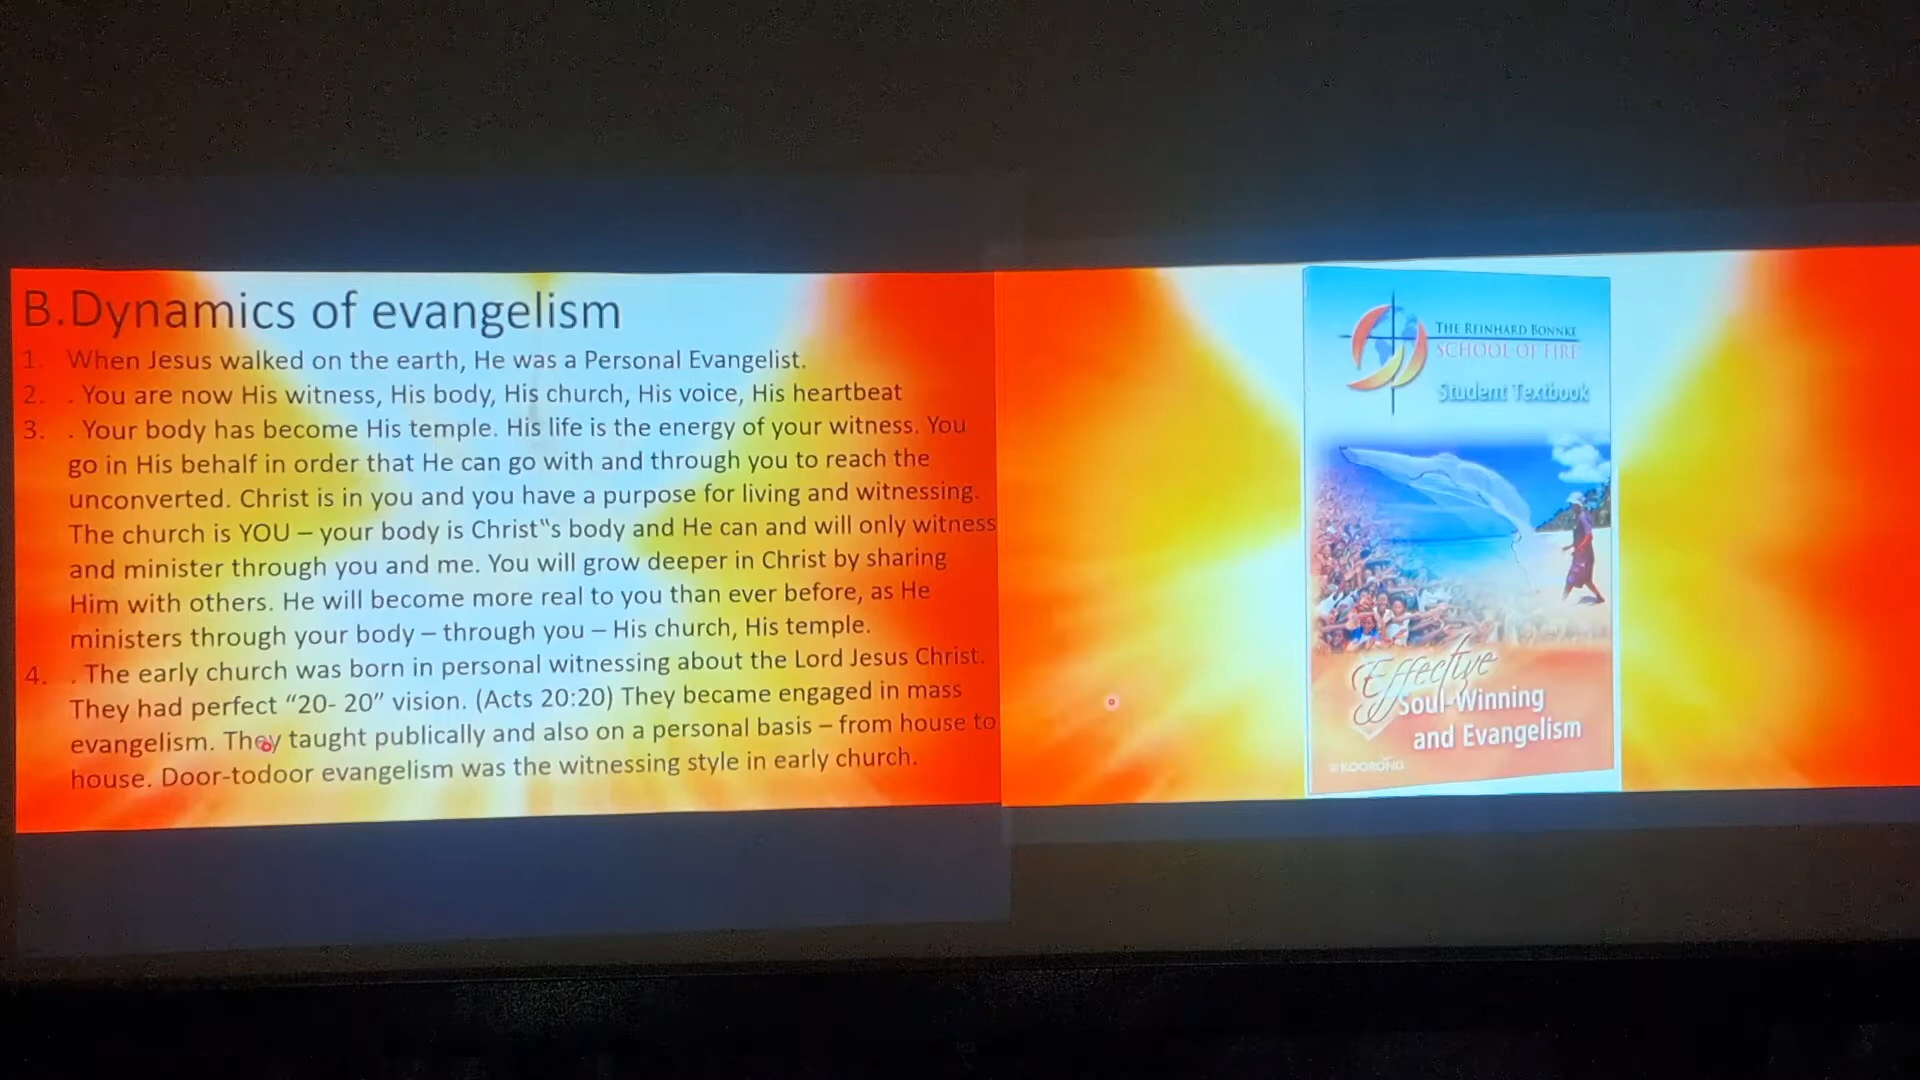 B.Dynamics of evangelism
1. When Jesus walked on the earth, He was a Personal Evangelist.
2. . You are now His witness, His body, His church, His voice, His heartbeat
3. . Your body has become His temple. His life is the energy of your witness. You
go in His behalf in order that He can go with and through you to reach the
unconverted. Christ is in you and you have a purpose for living and witnessing.
The church is YOU – your body is Christ‟s body and He can and will only witness
and minister through you and me. You will grow deeper in Christ by sharing
Him with others. He will become more real to you than ever before, as He
ministers through your body – through you – His church, His temple.
4. . The early church was born in personal witnessing about the Lord Jesus Christ.
They had perfect “20- 20” vision. (Acts 20:20) They became engaged in mass
evangelism. They taught publically and also on a personal basis – from house to
house. Door-todoor evangelism was the witnessing style in early church.
THE REINHARD BONNKE
SCHOOL OF FIRE
Student Textbook
Effective
Soul-Winning
and Evangelism
KOORONG